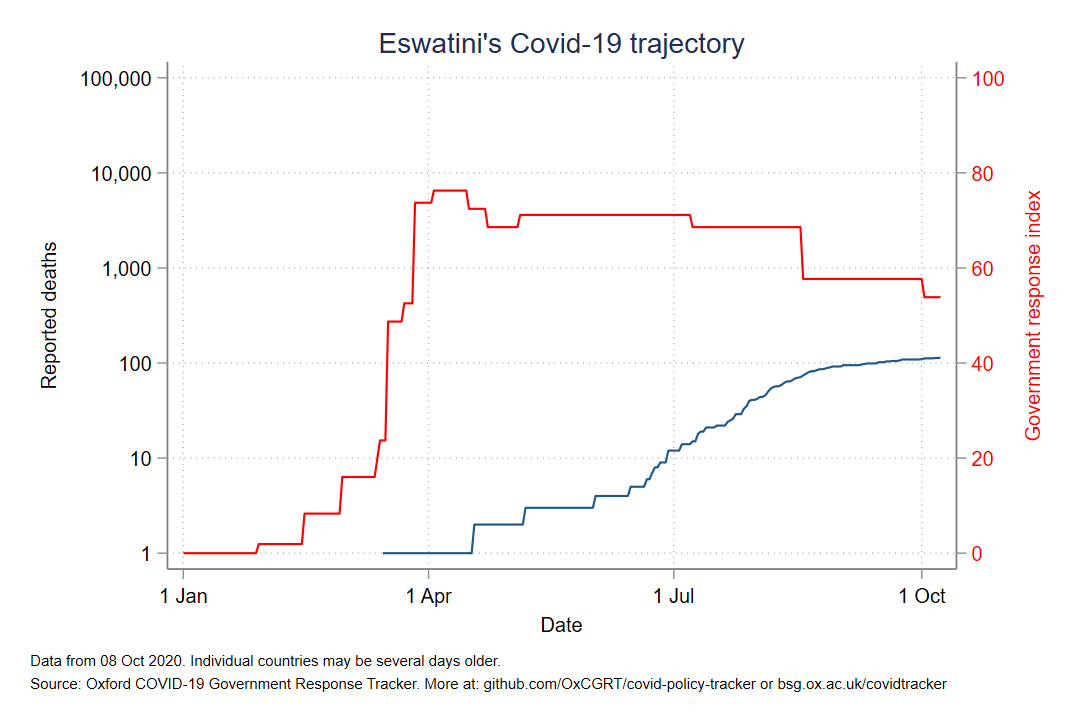 Eswatini's Covid-19 trajectory
100,000
10,000
1,000
100
10
1
Reported deaths
100
80
60
40
20
0
Government response index
1 Jan 1 Apr 1 Jul 1 Oct
Date
Data from 08 Oct 2020. Individual countries may be several days older.
Source: Oxford COVID-19 Government Response Tracker. More at: github.com/OxCGRT/covid-policy-tracker or bsg.ox.ac.uk/covidtracker